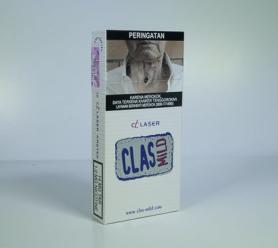 PERINGATAN
KARENA MEROKOK,
SAYA TERKENA KANKER TENGGOROKAN
LAYANAN BERHENTI MEROKOK (0800-177-6565)
CL LASER
CLAS
MILD
www.clas-mild.com